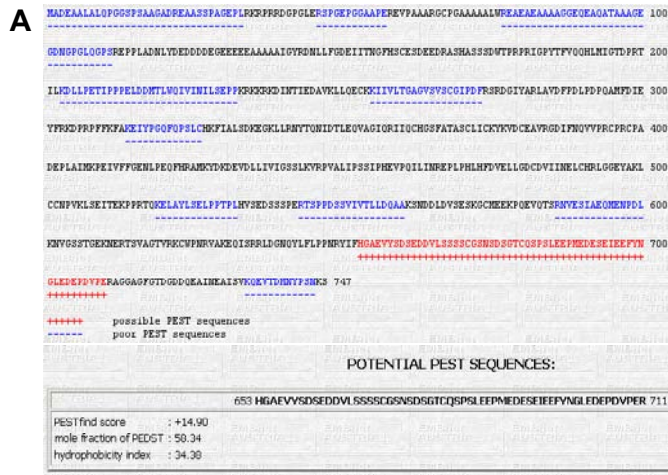 A
MADEAALALQPGGSPSAAGADREAASSPAGEPLRKRPRRDGPGLERSPGEPGGAAPEREVPAAARGCPGAAAAALWREAEAEAAAAGGEQEAQATAAAGE 100
GDNGPGLQGPSREPPLADNLYDEDDDDEGEEEEEAAAAAIGYRDNLLFGDEIITNGFHSCESDEEDRASHASSSDWTPRPRIGPYTFVQQHLMIGTDPRT 200
ILKDLLPETIPPPELDDMTLWQIVINILSEPPKRKKRKDINTIEDAVKLLQECKKIIVLTGAGVSVSCGIPDFRSRDGIYARLAVDFPDLPDPQAMFDIE 300
YFRKDPRPFFKFAKEIYPGQFQPSLCHKFIALSDKEGKLLRNYTQNIDTLEQVAGIQRIIQCHGSFATASCLICKYKVDCEAVRGDIFNQVVPRCPRCPA 400
DEPLAIMKPEIVFFGENLPEQFHRAMKYDKDEVDLLIVIGSSLKVRPVALIPSSIPHEVPQILINREPLPHLHFDVELLGDCDVIINELCHRLGGEYAKL 500
CCNPVKLSEITEKPPRTQKELAYLSELPPTPLHVSEDSSSPERTSPPDSSVIVTLLDQAAKSNDDLDVSESKGCMEEKPQEVQTSRNVESIAEQMENPDL 600
KNVGSSTGEKNERTSVAGTVRKCWPNRVAKEQISRRLDGNQYLFLPPNRYIFHGAEVYSDSEDDVLSSSSCGSNSDSGTCQSPSLEEPMEDESEIEEFYN 700
GLEDEPDVPERAGGAGFGTDGDDQEAINEAISVKQEVTDMNYPSNKS 747
++++++ possible PEST sequences
------ poor PEST sequences
POTENTIAL PEST SEQUENCES:
653 HGAEVYSDSEDDVLSSSSCGSNSDSGTCQSPSLEEPMEDESEIEEFYNGLEDEPDVPER 711
PESTfind score : +14.90
mole fraction of PEDST : 58.34
hydrophobicity index : 34.38